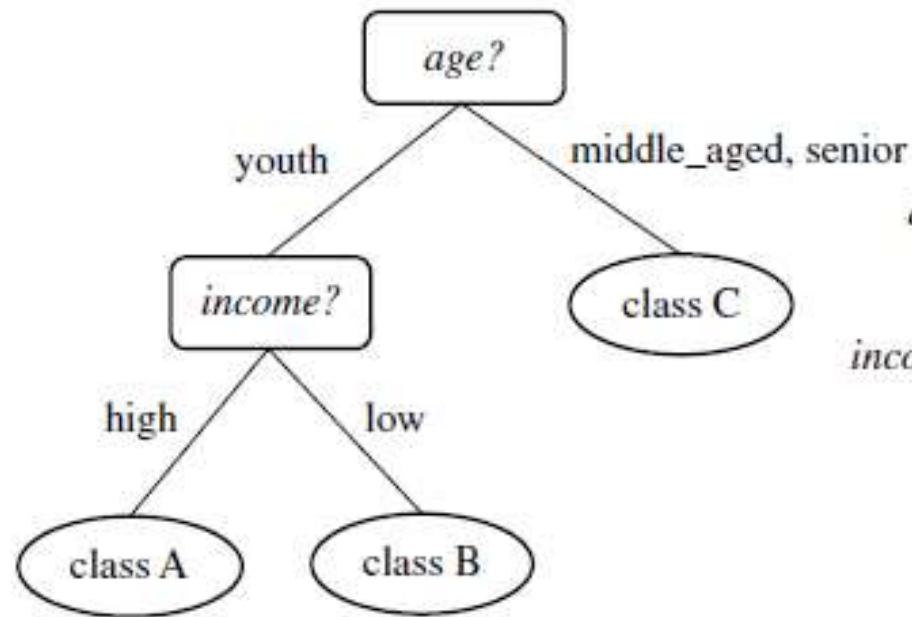 age?
youth
middle_aged, senior
income?
class C
high
low
class A
class B